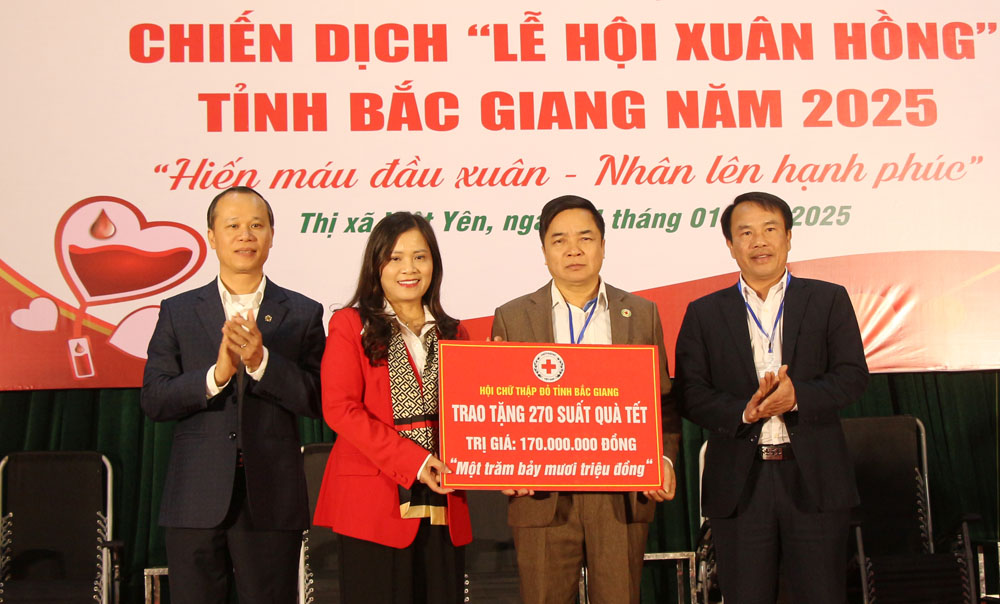 CHIẾN DỊCH “LỄ HỘI XUÂN HỒNG”
TỈNH BẮC GIANG NĂM 2025
“Hiến máu đầu xuân - Nhân lên hạnh phúc”
Thị xã Yên, tháng 01 2025
HỘI CHỮ THẬP ĐỎ TỈNH BẮC GIANG
TRAO TẶNG 270 SUẤT QUÀ TẾT
TRỊ GIÁ: 170.000.000 ĐỒNG
“Một trăm bảy mươi triệu đồng“